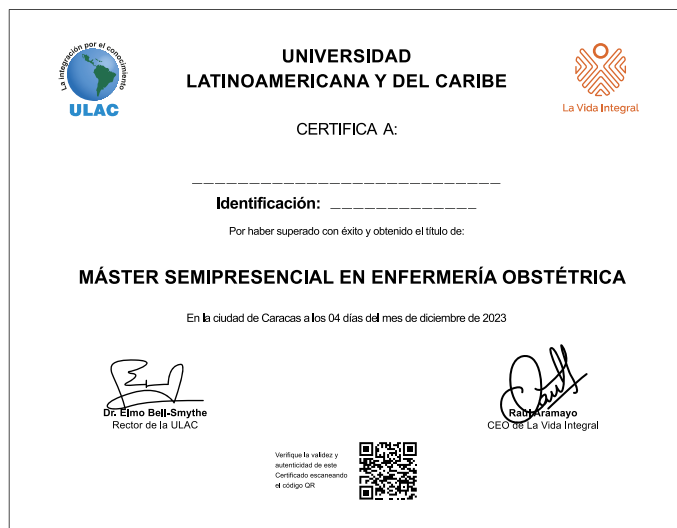 La integración por el conocimiento
ULAC
UNIVERSIDAD
LATINOAMERICANA Y DEL CARIBE
La Vida Integral
CERTIFICA A:
____________________________
Identificación: _____________
Por haber superado con éxito y obtenido el título de:
MÁSTER SEMIPRESENCIAL EN ENFERMERÍA OBSTÉTRICA
En la ciudad de Caracas a los 04 días del mes de diciembre de 2023
Dr. Elmo Bell-Smythe
Rector de la ULAC
Raúl Aramayo
CEO de La Vida Integral
Verifique la validez y
autenticidad de este
Certificado escaneando
el código QR